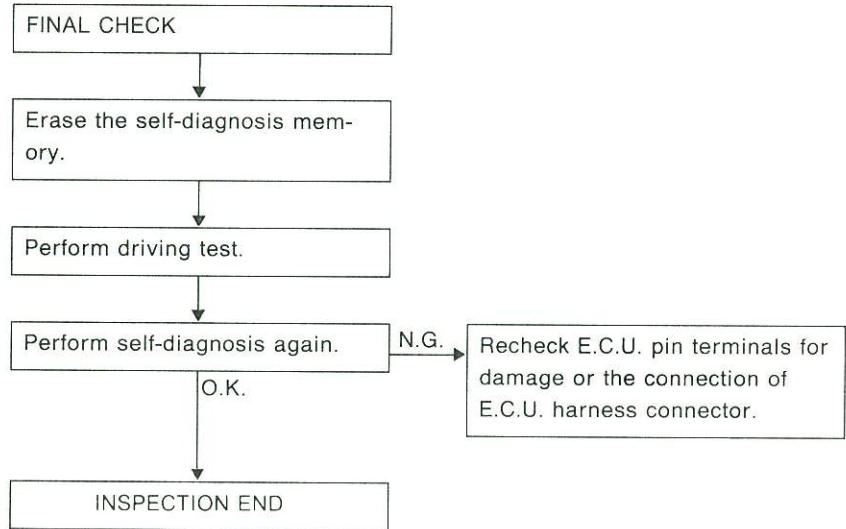 FINAL CHECK
Erase the self-diagnosis mem-
ory.
Perform driving test.
Perform self-diagnosis again.
N.G.
Recheck E.C.U. pin terminals for
damage or the connection of
E.C.U. harness connector.
O.K.
INSPECTION END